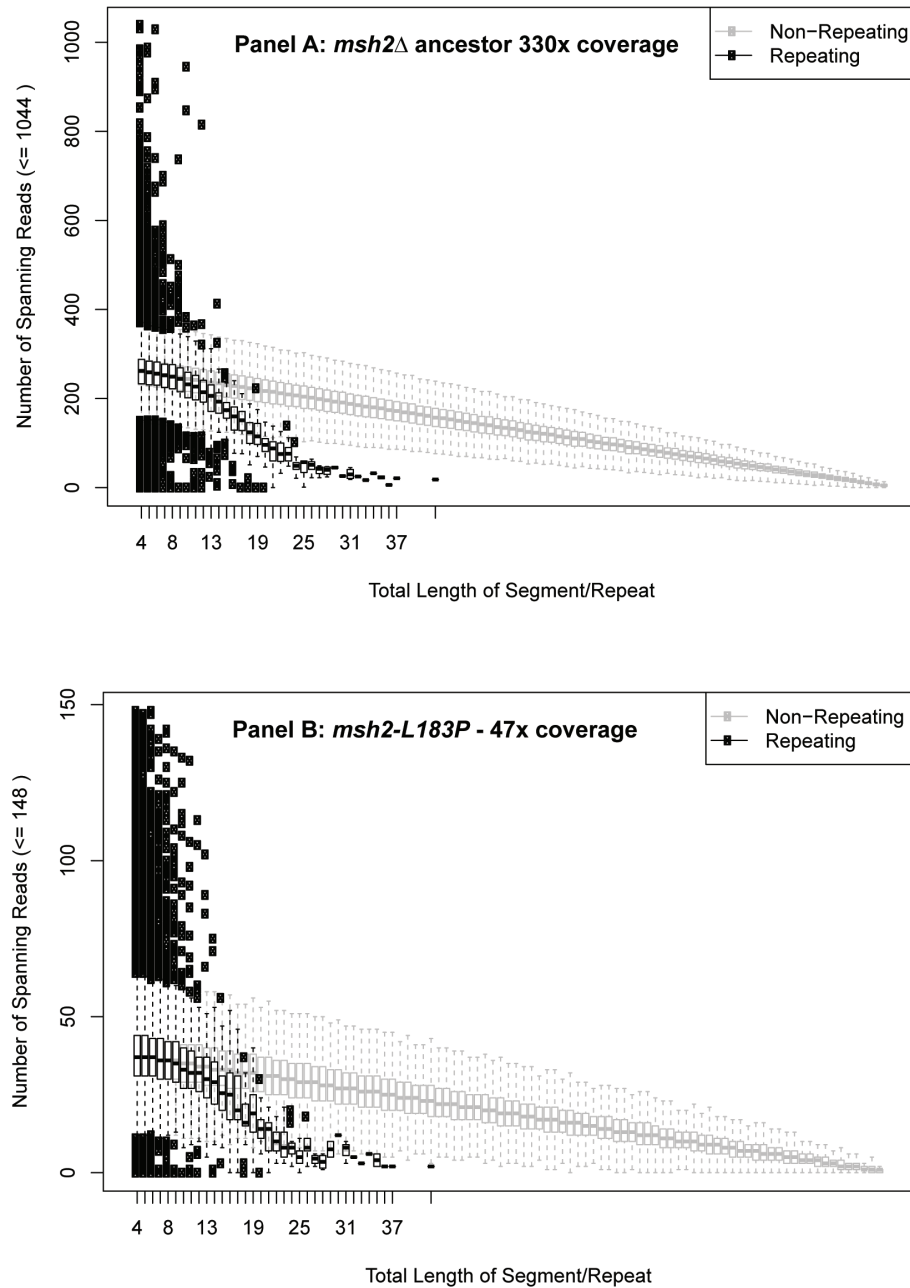 Panel A: msh2Δ ancestor 330x coverage
Non−Repeating
Repeating
Number of Spanning Reads (<= 1044 )
1000
800
600
400
200
0
4 8 13 19 25 31 37
Total Length of Segment/Repeat
Panel B: msh2-L183P - 47x coverage
Non−Repeating
Repeating
Number of Spanning Reads (<= 148 )
150
100
50
0
4 8 13 19 25 31 37
Total Length of Segment/Repeat